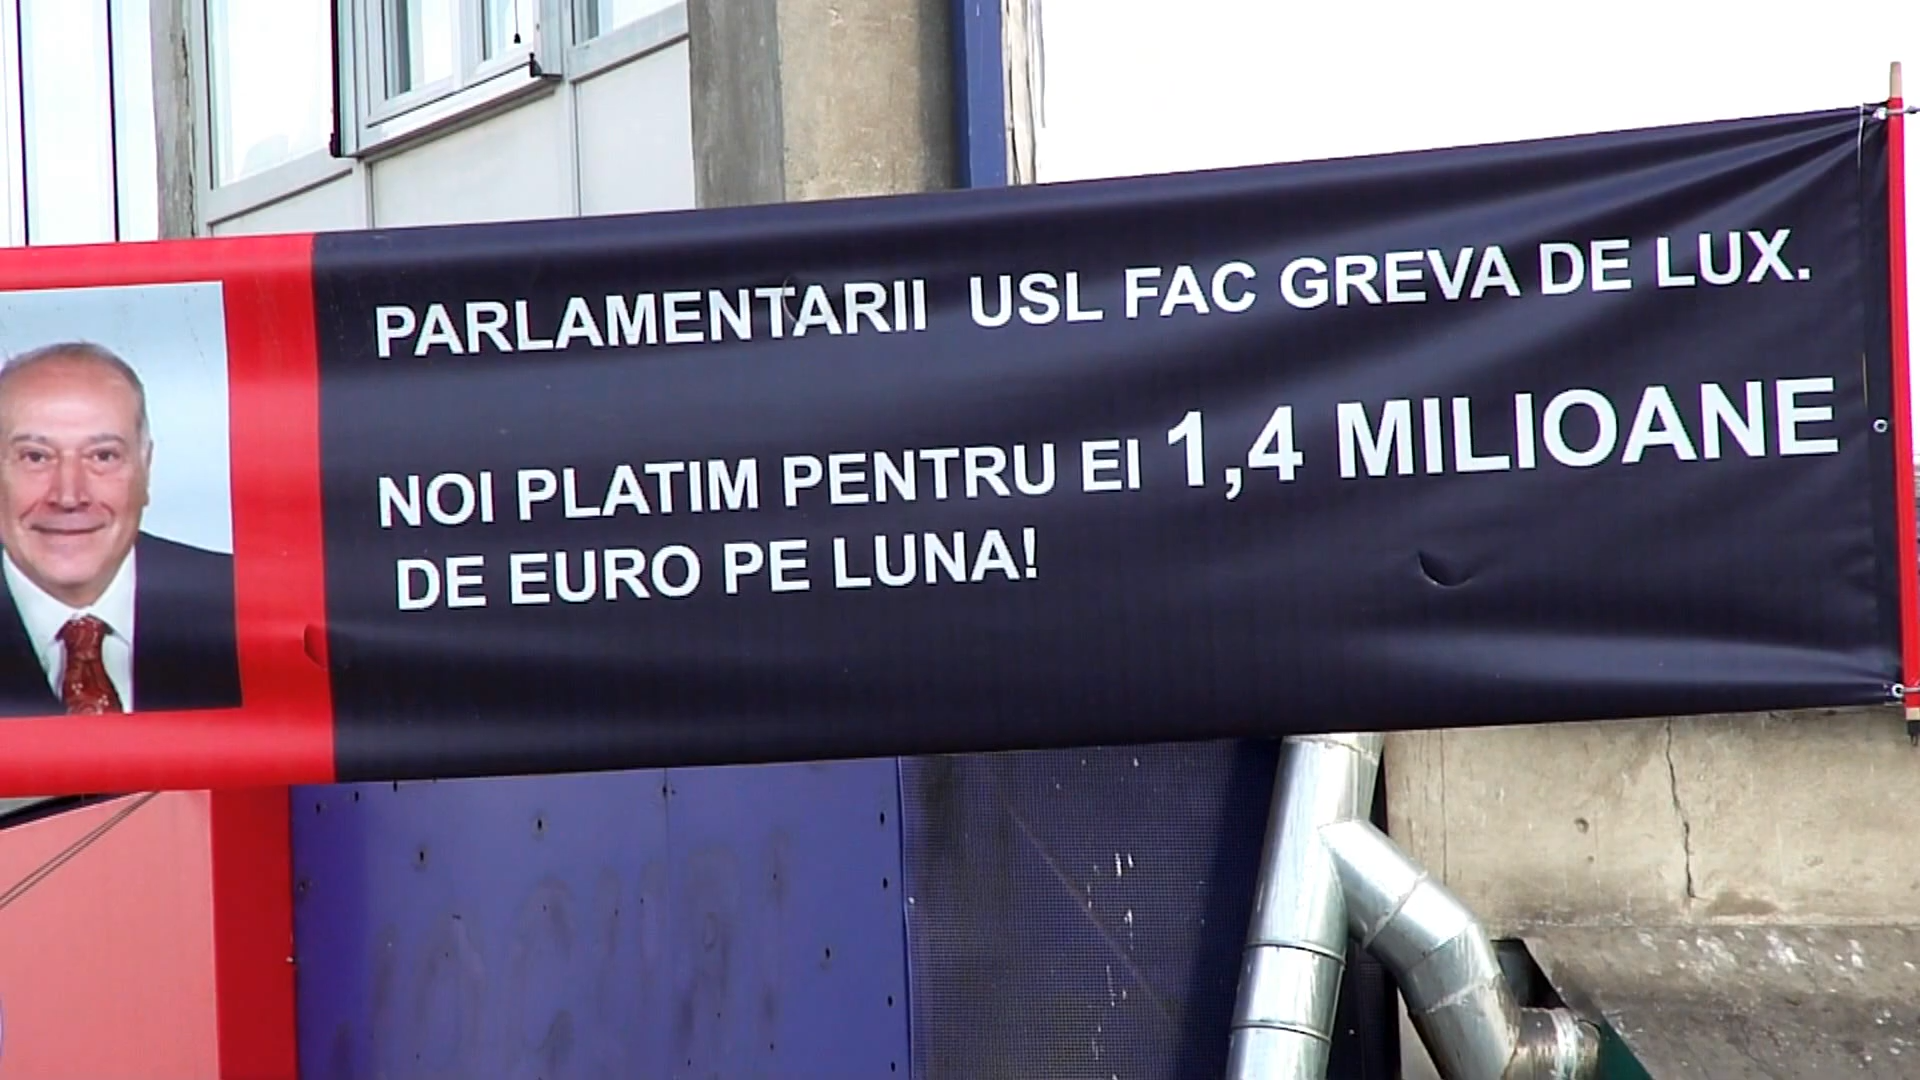 PARLAMENTARII USL FAC GREVA DE LUX.
NOI PLATIM PENTRU EI 1,4 MILIOANE
DE EURO PE LUNA!